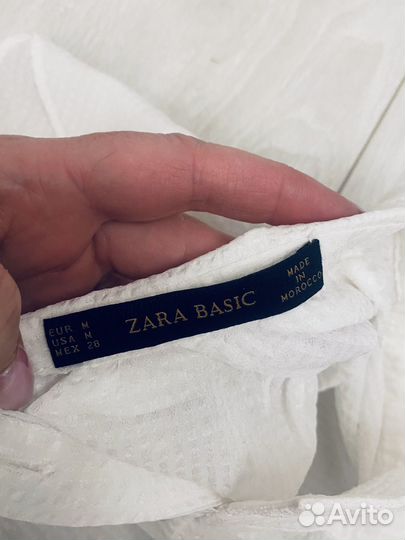 EUR M
USA M
MEX 28
ZARA BASIC
MADE
IN
MOROCCO
Avito